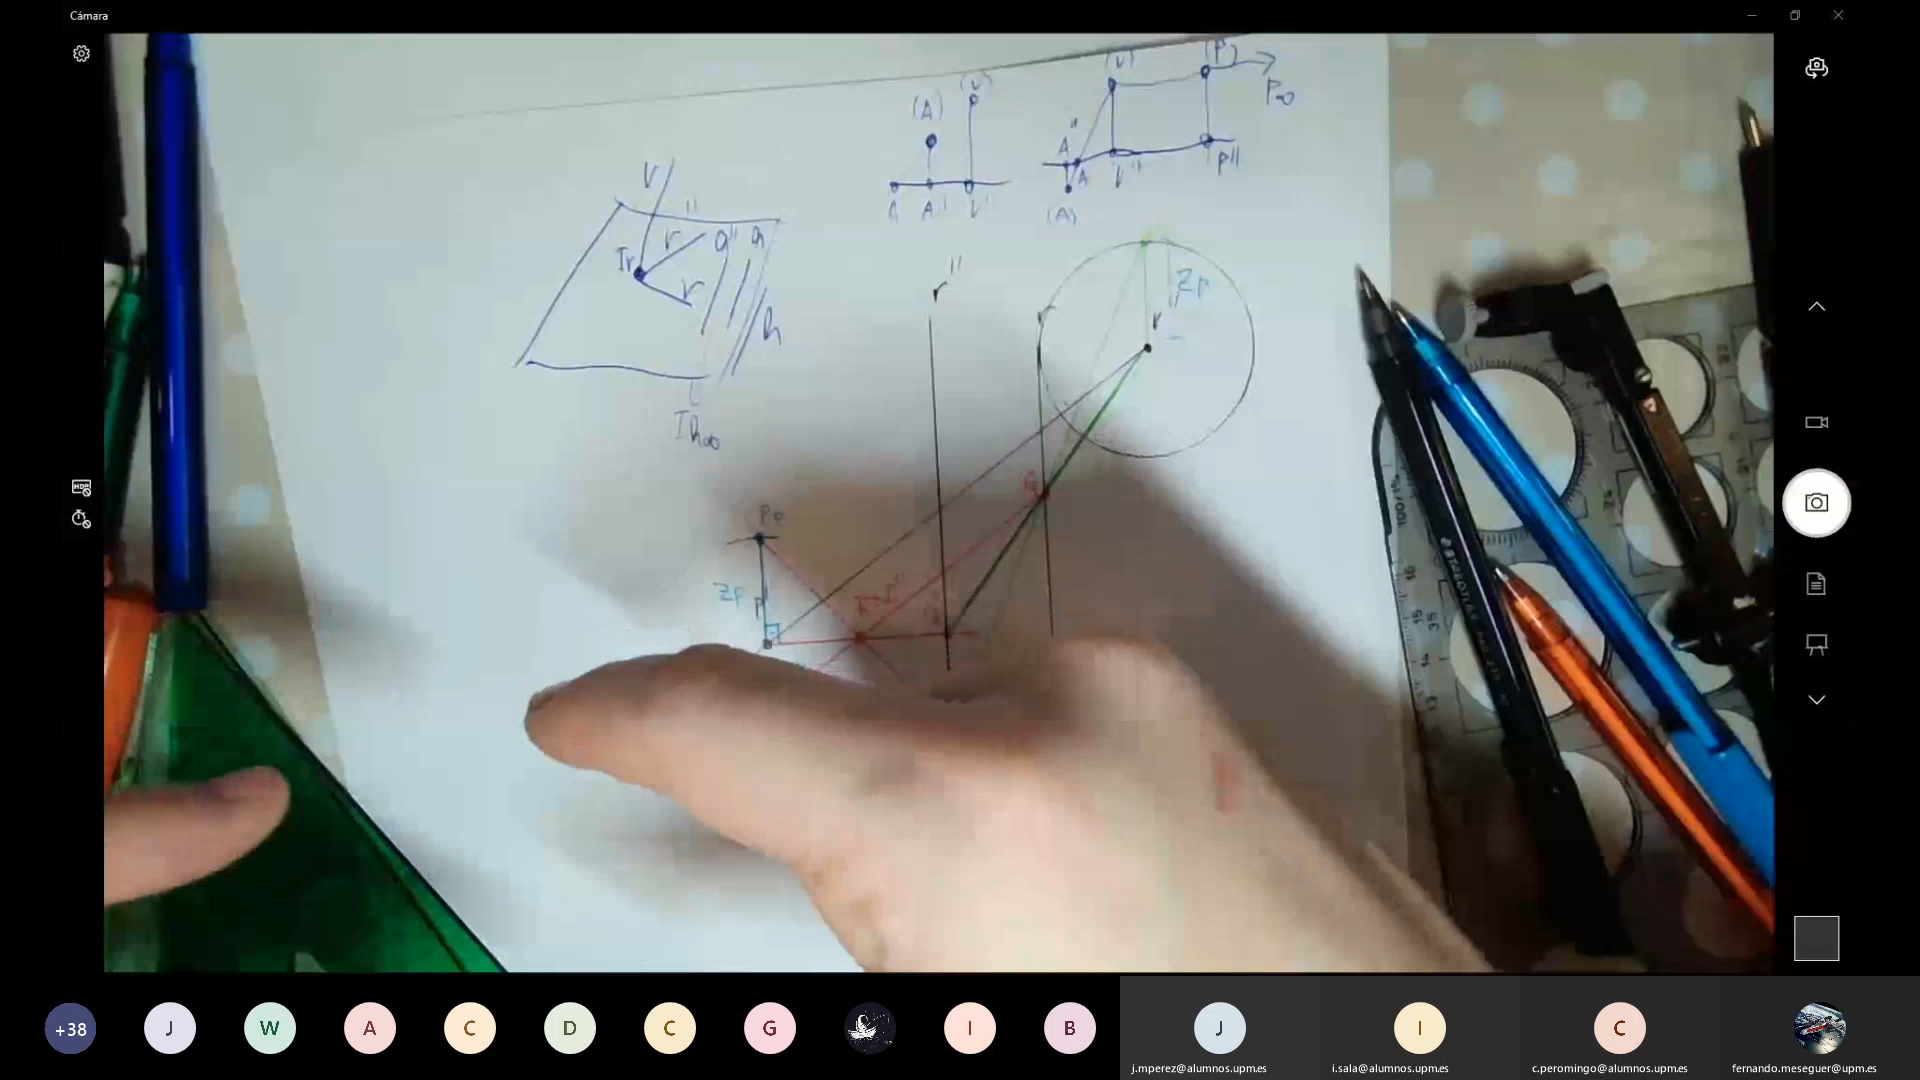 Cámara
(A)
(V)
(V)
(P)
P∞
A"
A
V"
P"
(A)
A
A'
V'
V
"
Ir
r
a"
a
r
h
Ih∞
r"
r
Zp
V
G
P0
Zp
P
+38
J
W
A
C
D
C
G
I
B
J
I
C
j.mperez@alumnos.upm.es
i.sala@alumnos.upm.es
c.peromingo@alumnos.upm.es
fernando.meseguer@upm.es